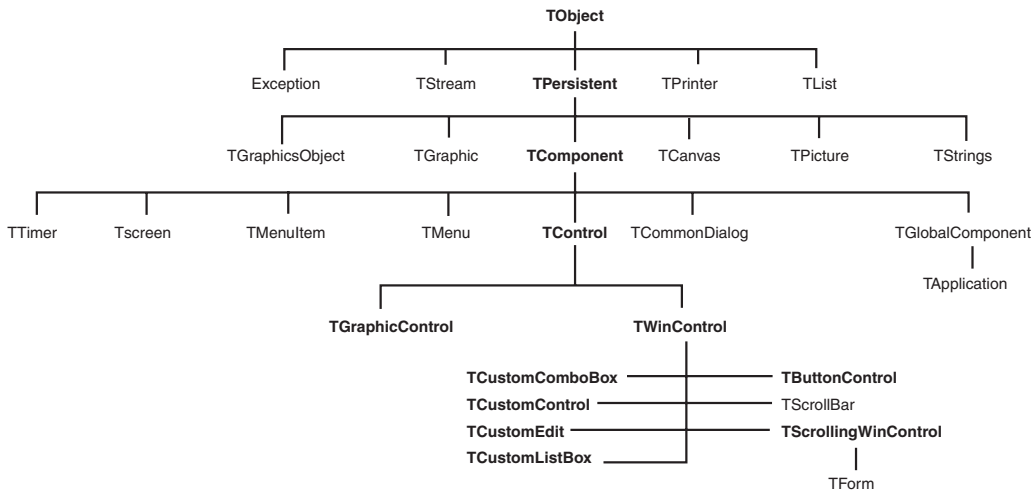 TObject
Exception TStream TPersistent TPrinter TList
TGraphicsObject TGraphic TComponent TCanvas TPicture TStrings
TTimer Tscreen TMenuItem TMenu TControl TCommonDialog TGlobalComponent
TApplication
TGraphicControl TWinControl
TCustomComboBox TButtonControl
TCustomControl TScrollBar
TCustomEdit TScrollingWinControl
TCustomListBox
TForm